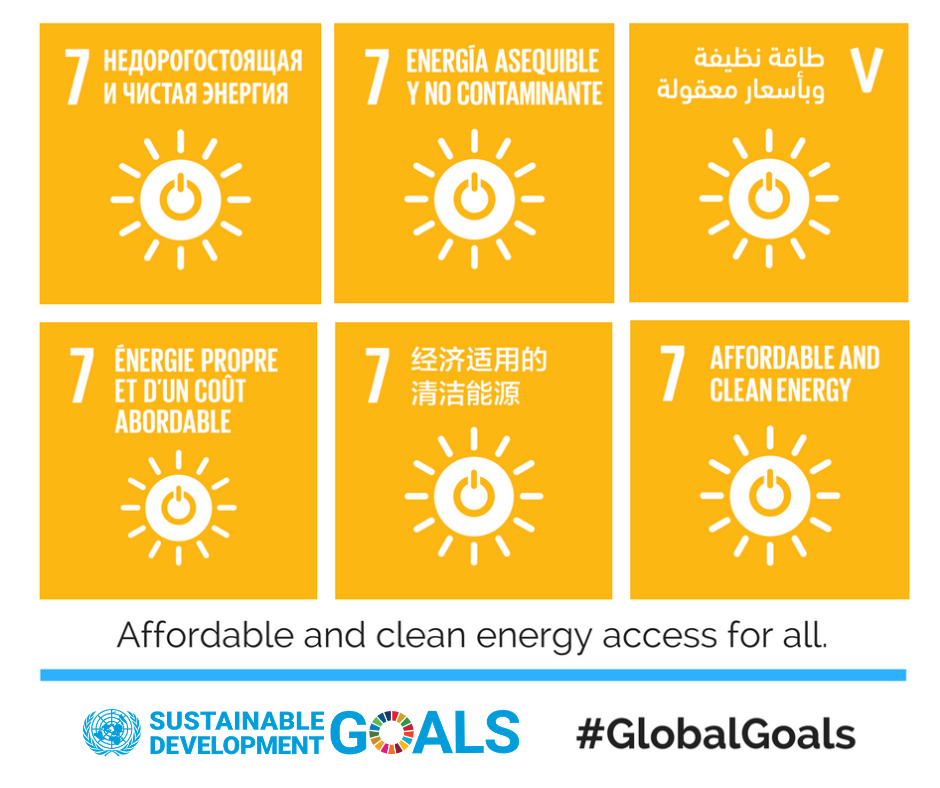 7 НЕДОРОГОСТОЯЩАЯ
И ЧИСТАЯ ЭНЕРГИЯ
7 ENERGÍA ASEQUIBLE
Y NO CONTAMINANTE
٧ طاقة نظيفة
وبأسعار معقولة
7 ÉNERGIE PROPRE
ET D'UN COÛT
ABORDABLE
7 经济适用的
清洁能源
7 AFFORDABLE AND
CLEAN ENERGY
Affordable and clean energy access for all.
SUSTAINABLE
DEVELOPMENT
GOALS
#GlobalGoals